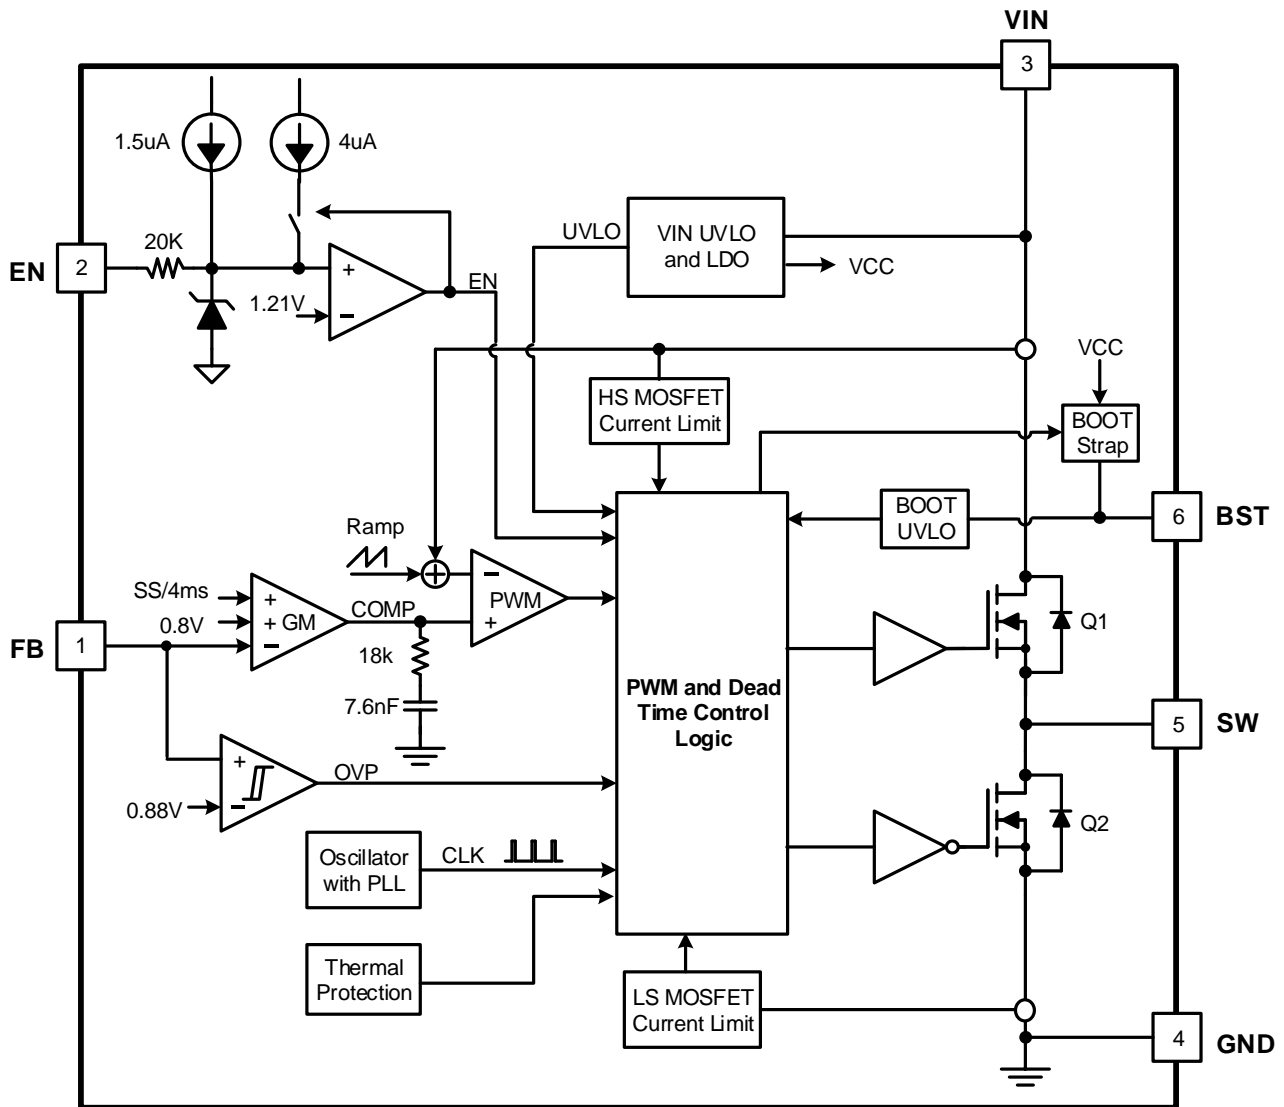 VIN
3
1.5uA
4uA
UVLO
VIN UVLO
and LDO
VCC
20K
EN
2
EN
1.21V
+
−
VCC
HS MOSFET
Current Limit
BOOT
Strap
BOOT
UVLO
6
BST
Ramp
+
−
PWM
+
SS/4ms
0.8V
+
+
−
GM
COMP
FB
1
18k
7.6nF
PWM and Dead
Time Control
Logic
Q1
5
SW
+
−
OVP
0.88V
Q2
Oscillator
with PLL
CLK
Thermal
Protection
LS MOSFET
Current Limit
4
GND